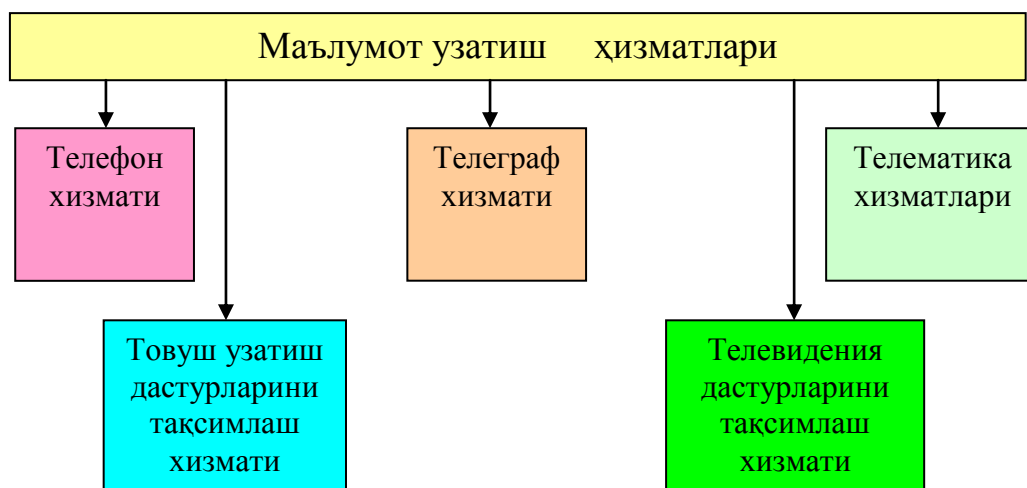 Маълумот узатиш ҳизматлари
Телефон
хизмати
Телеграф
хизмати
Телематика
хизматлари
Товуш узатиш
дастурларини
тақсимлаш
хизмати
Телевидения
дастурларини
тақсимлаш
хизмати